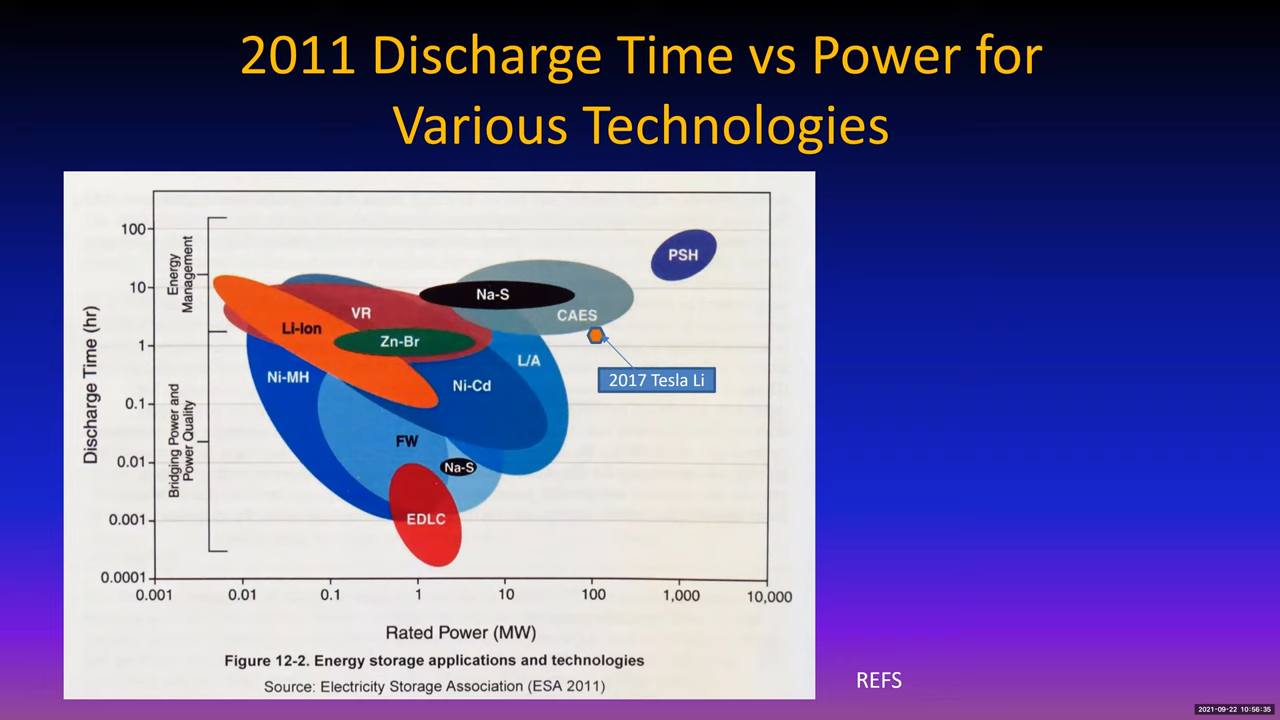 2011 Discharge Time vs Power for
Various Technologies
100
10
1
0.1
0.01
0.001
0.0001
0.001
0.01
0.1
1
10
100
1,000
10,000
Discharge Time (hr)
Energy
Management
Bridging Power and
Power Quality
PSH
Na-S
VR
CAES
Li-Ion
Zn-Br
L/A
2017 Tesla Li
Ni-MH
Ni-Cd
FW
Na-S
EDLC
Rated Power (MW)
Figure 12-2. Energy storage applications and technologies
Source: Electricity Storage Association (ESA 2011)
REFS
2021-09-22 10:56:35